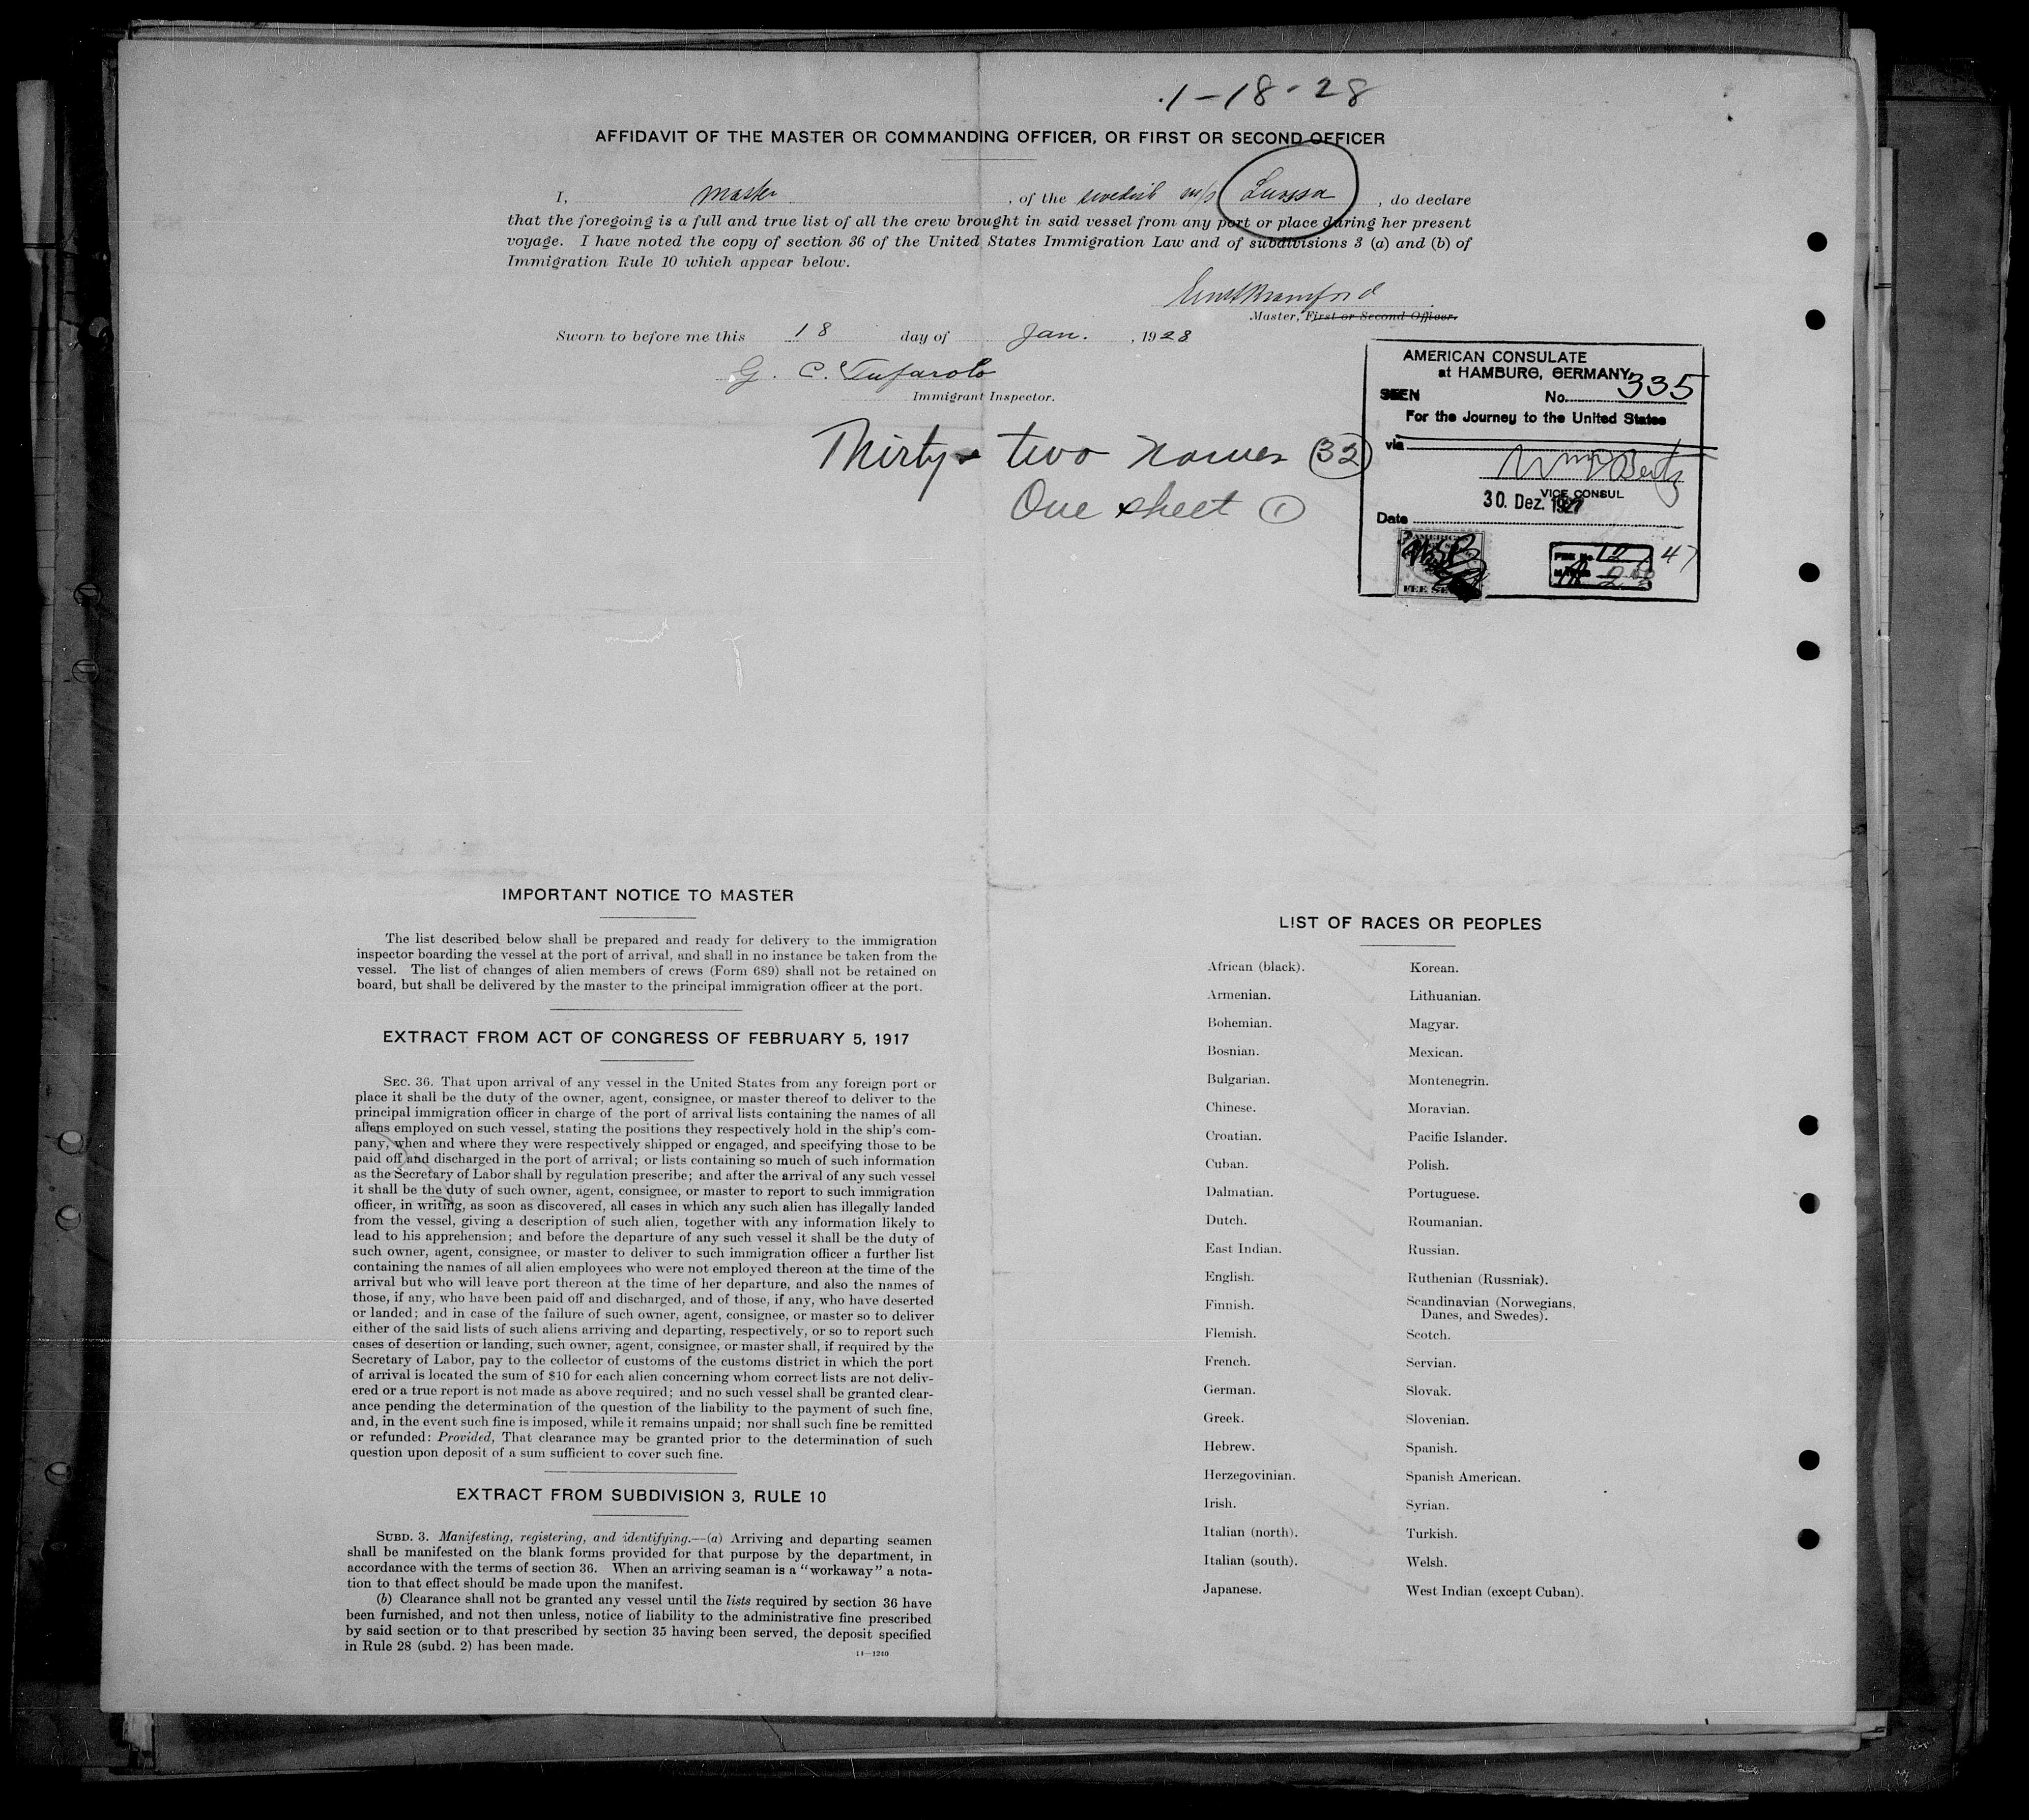 1-18-28
AFFIDAVIT OF THE MASTER OR COMMANDING OFFICER, OR FIRST OR SECOND OFFICER
I, master, of the swedish m/s, do declare
that the foregoing is a full and true list of all the crew brought in said vessel from any port or place during her present
voyage. I have noted the copy of section 36 of the United States Immigration Law and of subdivisions 3 (a) and (b) of
Immigration Rule 10 which appear below.
Master, First or Second Officer.
Sworn to before me this 18 day of Jan., 1928
G. C. Tufarolo
Immigrant Inspector.
Thirty-two names (32)
One sheet (1)
AMERICAN CONSULATE
at HAMBURG, GERMANY
SEEN No. 335
For the Journey to the United States
via
VICE CONSUL
30. Dez. 1927
Date
AMERICAN
FEE No. 1247
IMPORTANT NOTICE TO MASTER
The list described below shall be prepared and ready for delivery to the immigration
inspector boarding the vessel at the port of arrival, and shall in no instance be taken from the
vessel. The list of changes of alien members of crews (Form 689) shall not be retained on
board, but shall be delivered by the master to the principal immigration officer at the port.
EXTRACT FROM ACT OF CONGRESS OF FEBRUARY 5, 1917
SEC. 36. That upon arrival of any vessel in the United States from any foreign port or
place it shall be the duty of the owner, agent, consignee, or master thereof to deliver to the
principal immigration officer in charge of the port of arrival lists containing the names of all
aliens employed on such vessel, stating the positions they respectively hold in the ship's com-
pany, when and where they were respectively shipped or engaged, and specifying those to be
paid off and discharged in the port of arrival; or lists containing so much of such information
as the Secretary of Labor shall by regulation prescribe; and after the arrival of any such vessel
it shall be the duty of such owner, agent, consignee, or master to report to such immigration
officer, in writing, as soon as discovered, all cases in which any such alien has illegally landed
from the vessel, giving a description of such alien, together with any information likely to
lead to his apprehension; and before the departure of any such vessel it shall be the duty of
such owner, agent, consignee, or master to deliver to such immigration officer a further list
containing the names of all alien employees who were not employed thereon at the time of the
arrival but who will leave port thereon at the time of her departure, and also the names of
those, if any, who have been paid off and discharged, and of those, if any, who have deserted
or landed; and in case of the failure of such owner, agent, consignee, or master so to deliver
either of the said lists of such aliens arriving and departing, respectively, or so to report such
cases of desertion or landing, such owner, agent, consignee, or master shall, if required by the
Secretary of Labor, pay to the collector of customs of the customs district in which the port
of arrival is located the sum of $10 for each alien concerning whom correct lists are not deliv-
ered or a true report is not made as above required; and no such vessel shall be granted clear-
ance pending the determination of the question of the liability to the payment of such fine,
and, in the event such fine is imposed, while it remains unpaid; nor shall such fine be remitted
or refunded: Provided, That clearance may be granted prior to the determination of such
question upon deposit of a sum sufficient to cover such fine.
EXTRACT FROM SUBDIVISION 3, RULE 10
SUBD. 3. Manifesting, registering, and identifying.—(a) Arriving and departing seamen
shall be manifested on the blank forms provided for that purpose by the department, in
accordance with the terms of section 36. When an arriving seaman is a "workaway" a nota-
tion to that effect should be made upon the manifest.
(b) Clearance shall not be granted any vessel until the lists required by section 36 have
been furnished, and not then unless, notice of liability to the administrative fine prescribed
by said section or to that prescribed by section 35 having been served, the deposit specified
in Rule 28 (subd. 2) has been made.
14—1240
LIST OF RACES OR PEOPLES
African (black).
Armenian.
Bohemian.
Bosnian.
Bulgarian.
Chinese.
Croatian.
Cuban.
Dalmatian.
Dutch.
East Indian.
English.
Finnish.
Flemish.
French.
German.
Greek.
Hebrew.
Herzegovinian.
Irish.
Italian (north).
Italian (south).
Japanese.
Korean.
Lithuanian.
Magyar.
Mexican.
Montenegrin.
Moravian.
Pacific Islander.
Polish.
Portuguese.
Roumanian.
Russian.
Ruthenian (Russniak).
Scandinavian (Norwegians,
Danes, and Swedes).
Scotch.
Servian.
Slovak.
Slovenian.
Spanish.
Spanish American.
Syrian.
Turkish.
Welsh.
West Indian (except Cuban).